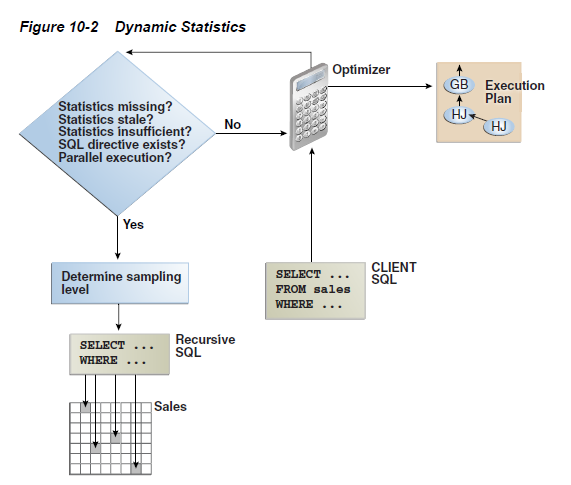 Figure 10-2 Dynamic Statistics
Optimizer
Statistics missing?
Statistics stale?
Statistics insufficient?
SQL directive exists?
Parallel execution?
No
GB
HJ
HJ
Execution
Plan
Yes
Determine sampling
level
SELECT ...
FROM sales
WHERE ...
CLIENT
SQL
SELECT ...
WHERE ...
Recursive
SQL
Sales